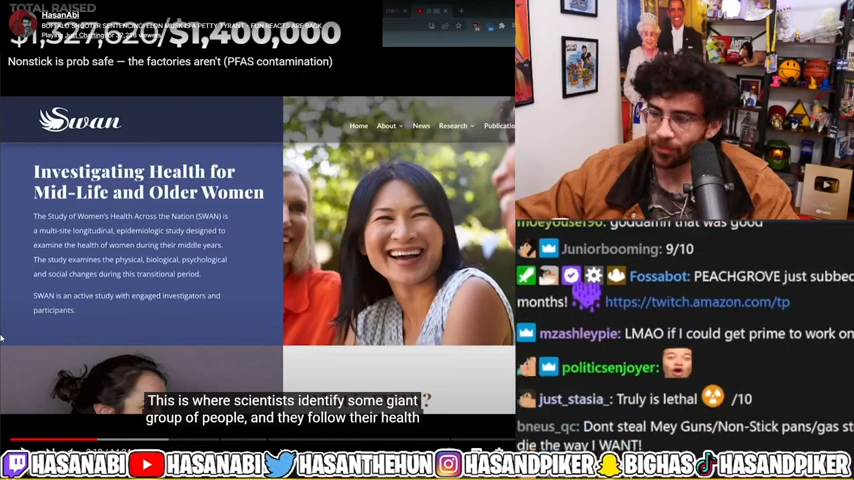 TOTAL RAISED
HasanAbi
$1,327,620/$1,400,000
Nonstick is prob safe — the factories aren't (PFAS contamination)
Swan
Home About News Research Publicatio
Investigating Health for
Mid-Life and Older Women
The Study of Women's Health Across the Nation (SWAN) is
a multi-site longitudinal, epidemiologic study designed to
examine the health of women during their middle years.
The study examines the physical, biological, psychological
and social changes during this transitional period.
SWAN is an active study with engaged investigators and
participants.
This is where scientists identify some giant
group of people, and they follow their health
goddamn that was good
Juniorbooming: 9/10
Fossabot: PEACHGROVE just subbed
months! https://twitch.amazon.com/tp
mzashleypie: LMAO if I could get prime to work on
politicsenjoyer:
just_stasia_: Truly is lethal /10
bneus_qc: Dont steal Mey Guns/Non-Stick pans/gas st
die the way I WANT!
HASANABI HASANABI HASANTHEHUN HASANDPIKER BIGHAS HASANDPIKER